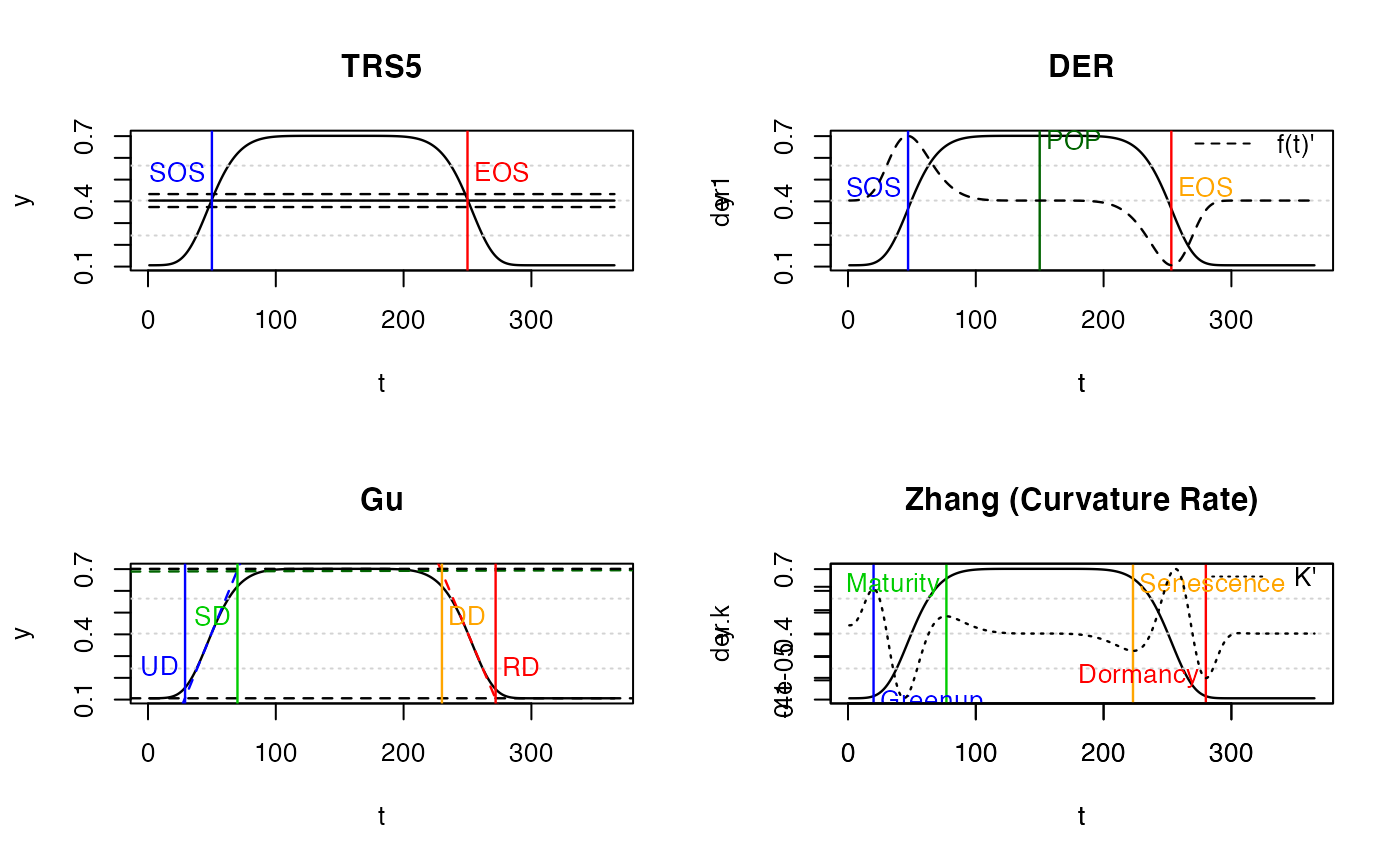 TRS5
SOS
EOS
y
0.1 0.4 0.7
0 100 200 300
t
DER
SOS
POP
EOS
f(t)'
y
0.1 0.4 0.7
0 100 200 300
t
Gu
UD
SD
DD
RD
y
0.1 0.4 0.7
0 100 200 300
t
Zhang (Curvature Rate)
Maturity
Senescence
K'
Dormancy
Greenup
y
0.4 0.7
0 100 200 300
t